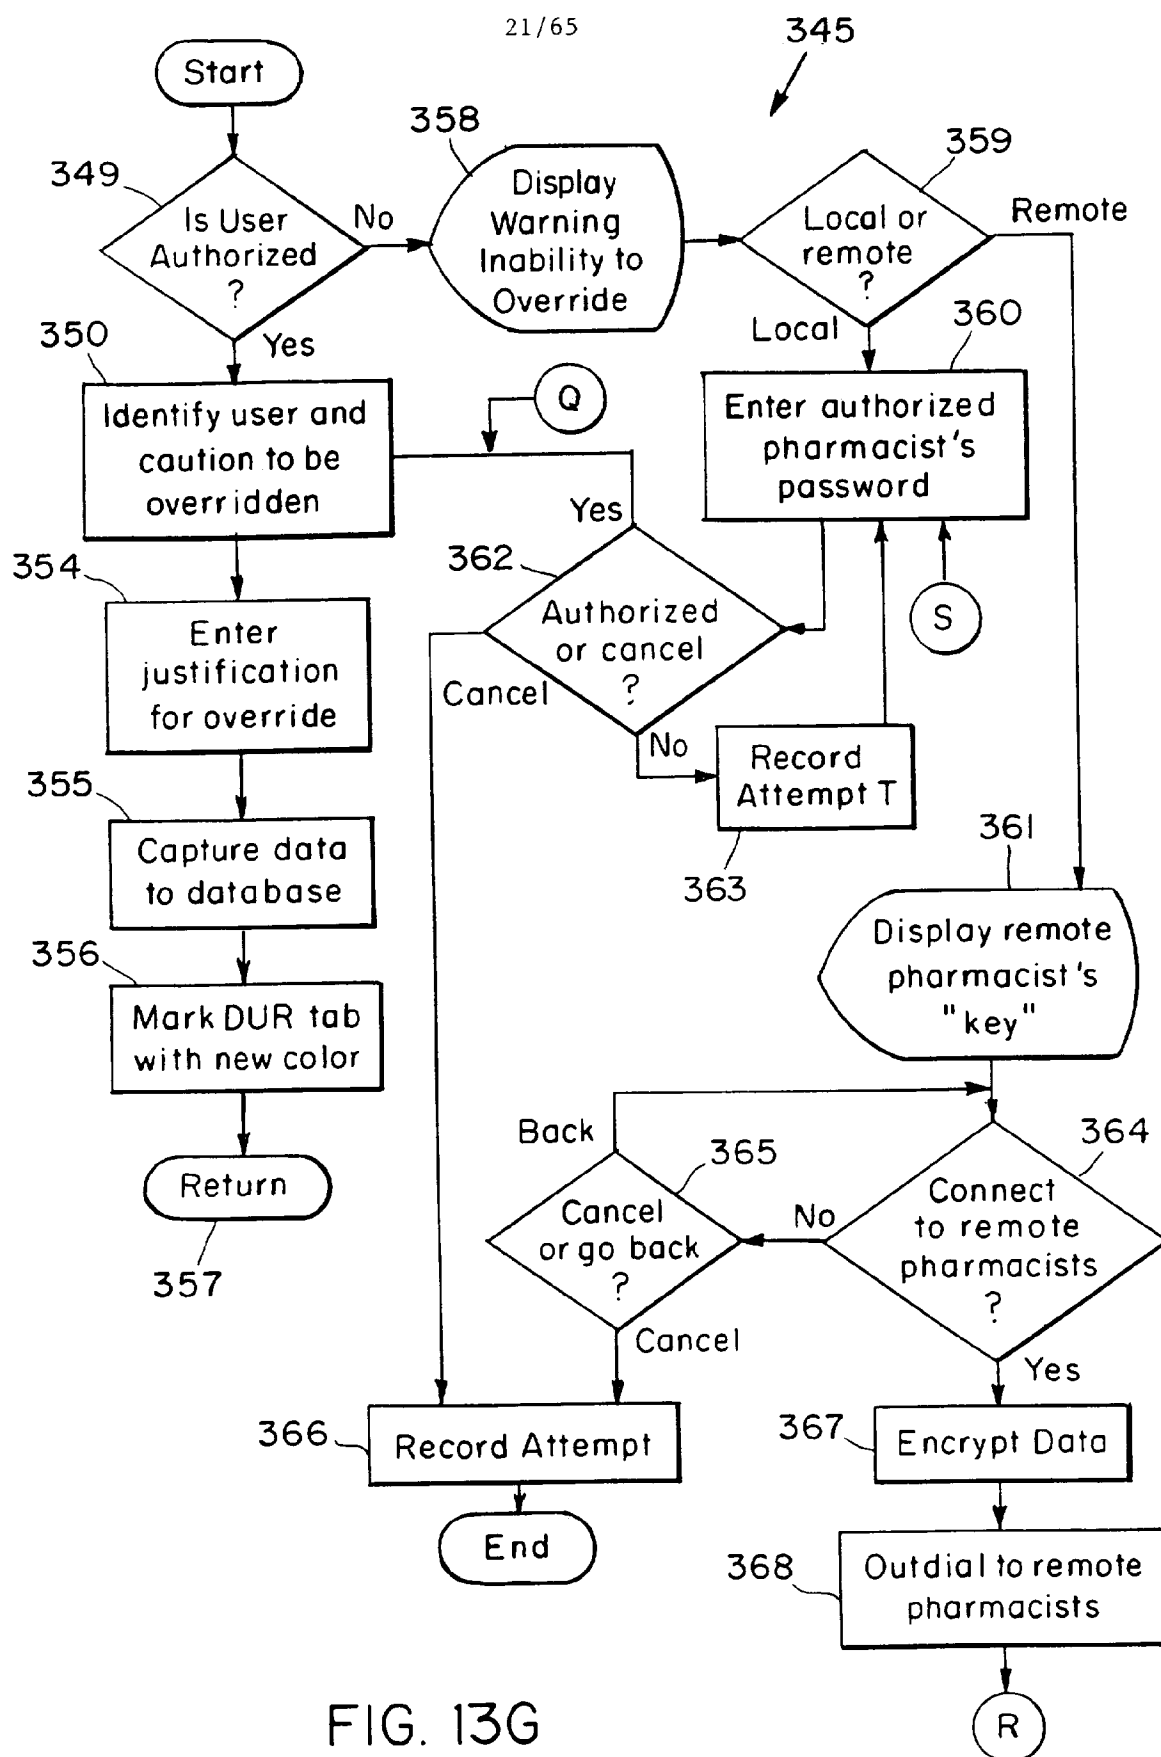 21/65
345
Start
349
Is User
Authorized
?
No
Yes
358
Display
Warning
Inability to
Override
359
Local or
remote
?
Remote
Local
350
Identify user and
caution to be
overridden
Q
360
Enter authorized
pharmacist's
password
S
354
Enter
justification
for override
362
Authorized
or cancel
?
Yes
Cancel
No
Record
Attempt T
363
355
Capture data
to database
356
Mark DUR tab
with new color
Return
357
361
Display remote
pharmacist's
"key"
364
Connect
to remote
pharmacists
?
No
Yes
365
Cancel
or go back
?
Back
Cancel
366
Record Attempt
End
367
Encrypt Data
368
Outdial to remote
pharmacists
R
FIG. 13G